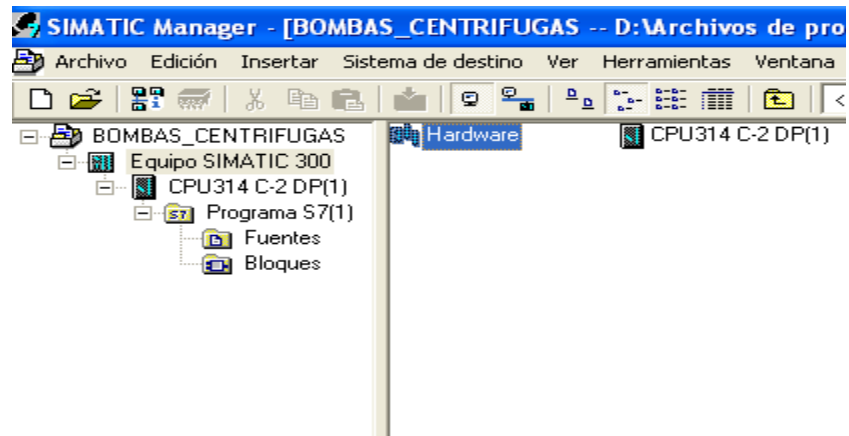 SIMATIC Manager - [BOMBAS_CENTRIFUGAS -- D:\Archivos de pro
Archivo Edición Insertar Sistema de destino Ver Herramientas Ventana
<
BOMBAS_CENTRIFUGAS
Equipo SIMATIC 300
CPU314 C-2 DP(1)
S7 Programa S7(1)
Fuentes
Bloques
Hardware CPU314 C-2 DP(1)